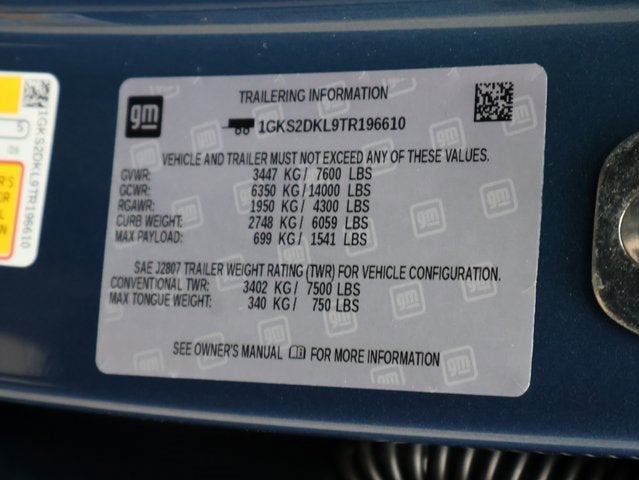 gm
TRAILERING INFORMATION
1GKS2DKL9TR196610
VEHICLE AND TRAILER MUST NOT EXCEED ANY OF THESE VALUES.
GVWR: 3447 KG / 7600 LBS
GCWR: 6350 KG / 14000 LBS
RGAWR: 1950 KG / 4300 LBS
CURB WEIGHT: 2748 KG / 6059 LBS
MAX PAYLOAD: 699 KG / 1541 LBS
SAE J2807 TRAILER WEIGHT RATING (TWR) FOR VEHICLE CONFIGURATION.
CONVENTIONAL TWR: 3402 KG / 7500 LBS
MAX TONGUE WEIGHT: 340 KG / 750 LBS
SEE OWNER'S MANUAL FOR MORE INFORMATION
1GKS2DKL9TR196610